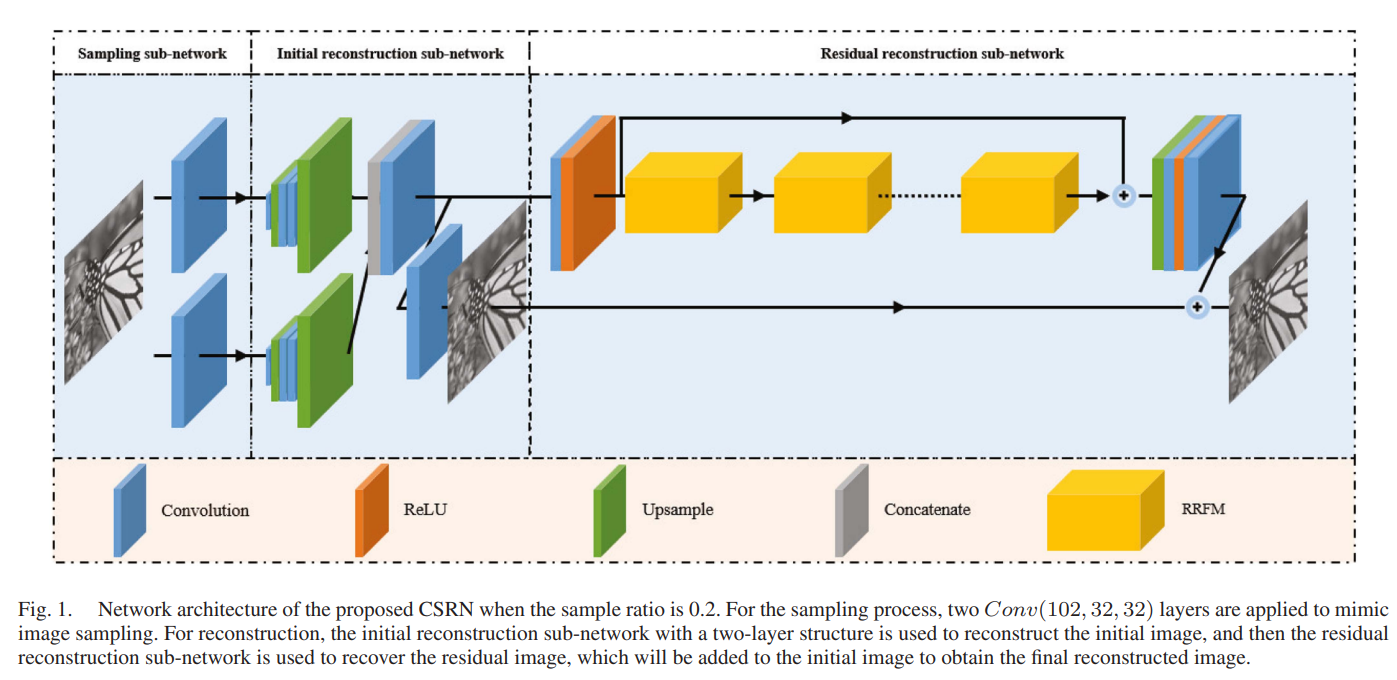 Sampling sub-network
Initial reconstruction sub-network
Residual reconstruction sub-network
+
+
Convolution
ReLU
Upsample
Concatenate
RRFM
Fig. 1. Network architecture of the proposed CSRN when the sample ratio is 0.2. For the sampling process, two Conv(102, 32, 32) layers are applied to mimic
image sampling. For reconstruction, the initial reconstruction sub-network with a two-layer structure is used to reconstruct the initial image, and then the residual
reconstruction sub-network is used to recover the residual image, which will be added to the initial image to obtain the final reconstructed image.